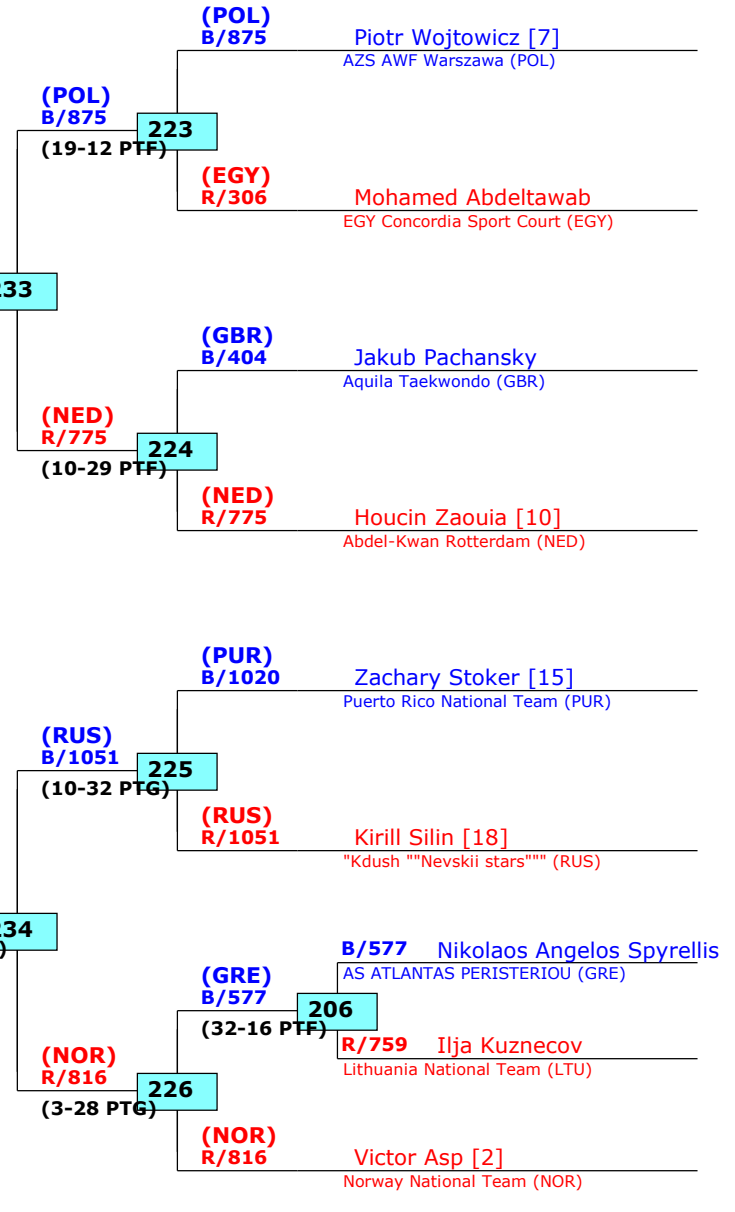 (POL)
B/875
Piotr Wojtowicz [7]
AZS AWF Warszawa (POL)
(POL)
B/875
223
(19-12 PTF)
(EGY)
R/306
Mohamed Abdeltawab
EGY Concordia Sport Court (EGY)
233
(GBR)
B/404
Jakub Pachansky
Aquila Taekwondo (GBR)
(NED)
R/775
224
(10-29 PTF)
(NED)
R/775
Houcin Zaouia [10]
Abdel-Kwan Rotterdam (NED)
(PUR)
B/1020
Zachary Stoker [15]
Puerto Rico National Team (PUR)
(RUS)
B/1051
225
(10-32 PTG)
(RUS)
R/1051
Kirill Silin [18]
"Kdush ""Nevskii stars""" (RUS)
234
)
B/577 Nikolaos Angelos Spyrellis
AS ATLANTAS PERISTERIOU (GRE)
(GRE)
B/577
206
(32-16 PTF)
R/759 Ilja Kuznecov
Lithuania National Team (LTU)
(NOR)
R/816
226
(3-28 PTG)
(NOR)
R/816
Victor Asp [2]
Norway National Team (NOR)